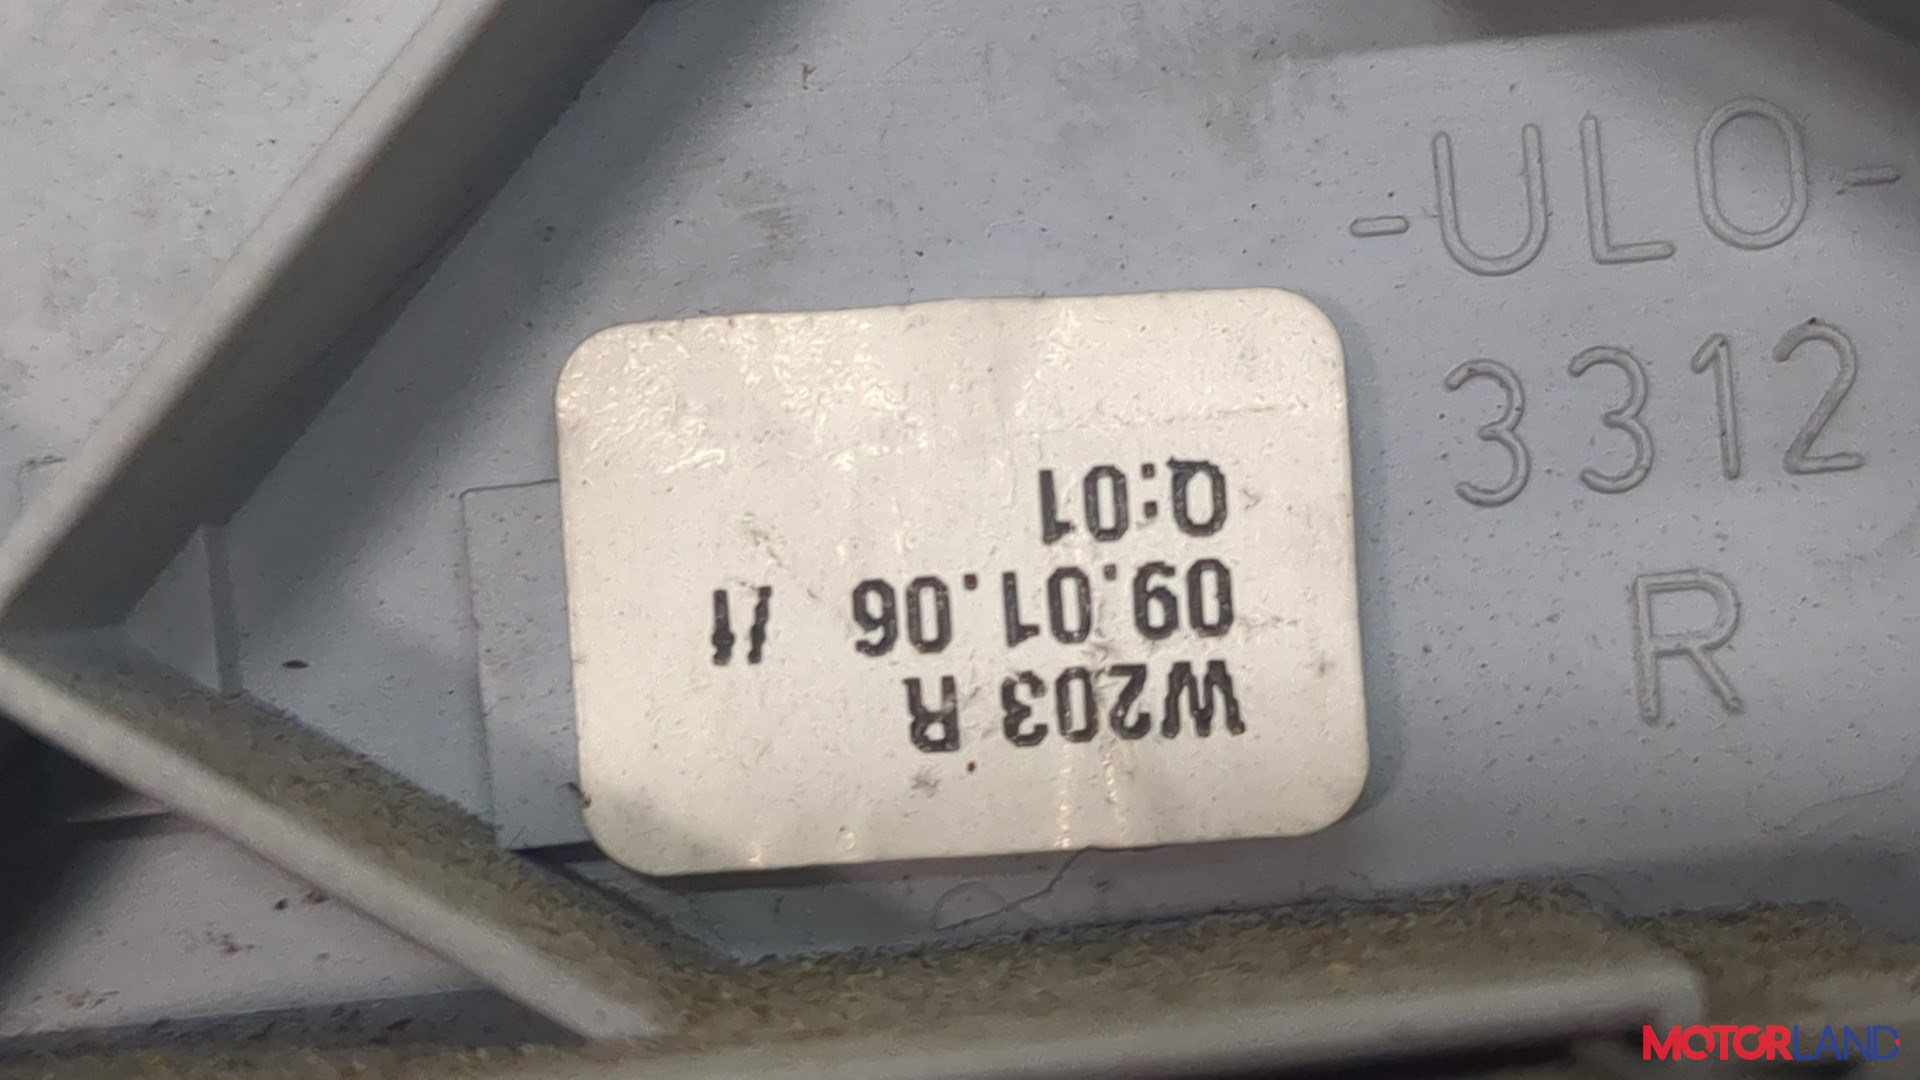 -ULO-
3312
R
W203 R
09.01.06 //
Q:01
MOTORLAND